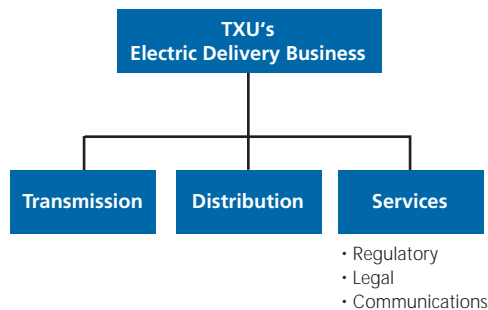 TXU's
Electric Delivery Business
Transmission
Distribution
Services
· Regulatory
· Legal
· Communications